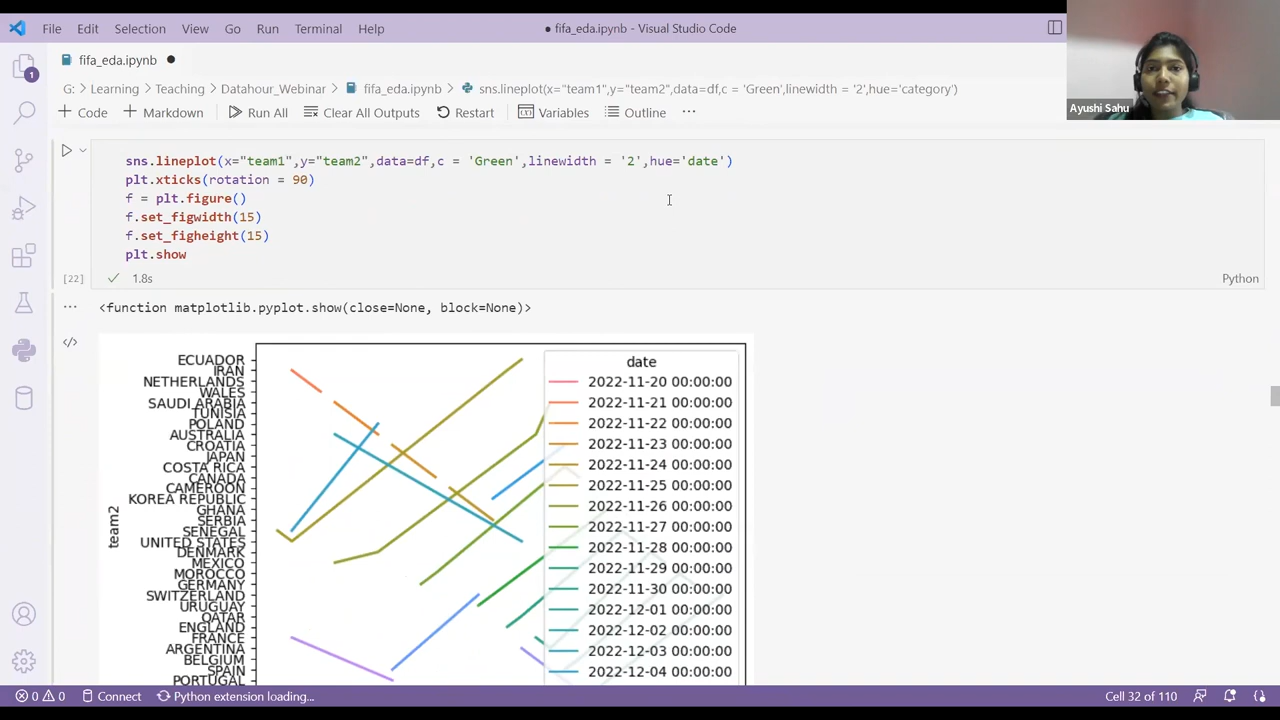 File Edit Selection View Go Run Terminal Help
● fifa_eda.ipynb - Visual Studio Code
fifa_eda.ipynb ●
G: > Learning > Teaching > Datahour_Webinar > fifa_eda.ipynb > sns.lineplot(x="team1",y="team2",data=df,c = 'Green',linewidth = '2',hue='category')
Ayushi Sahu
+ Code + Markdown Run All Clear All Outputs Restart Variables Outline ...
1
sns.lineplot(x="team1",y="team2",data=df,c = 'Green',linewidth = '2',hue='date')
plt.xticks(rotation = 90)
f = plt.figure()
f.set_figwidth(15)
f.set_figheight(15)
plt.show
[22] ✓ 1.8s Python
... <function matplotlib.pyplot.show(close=None, block=None)>
team2
ECUADOR
IRAN
NETHERLANDS
WALES
SAUDI ARABIA
TUNISIA
POLAND
AUSTRALIA
CROATIA
JAPAN
COSTA RICA
CANADA
CAMEROON
KOREA REPUBLIC
GHANA
SERBIA
SENEGAL
UNITED STATES
DENMARK
MEXICO
MOROCCO
GERMANY
SWITZERLAND
URUGUAY
QATAR
ENGLAND
FRANCE
ARGENTINA
BELGIUM
SPAIN
PORTUGAL
date
2022-11-20 00:00:00
2022-11-21 00:00:00
2022-11-22 00:00:00
2022-11-23 00:00:00
2022-11-24 00:00:00
2022-11-25 00:00:00
2022-11-26 00:00:00
2022-11-27 00:00:00
2022-11-28 00:00:00
2022-11-29 00:00:00
2022-11-30 00:00:00
2022-12-01 00:00:00
2022-12-02 00:00:00
2022-12-03 00:00:00
2022-12-04 00:00:00
0 0 Connect Python extension loading... Cell 32 of 110